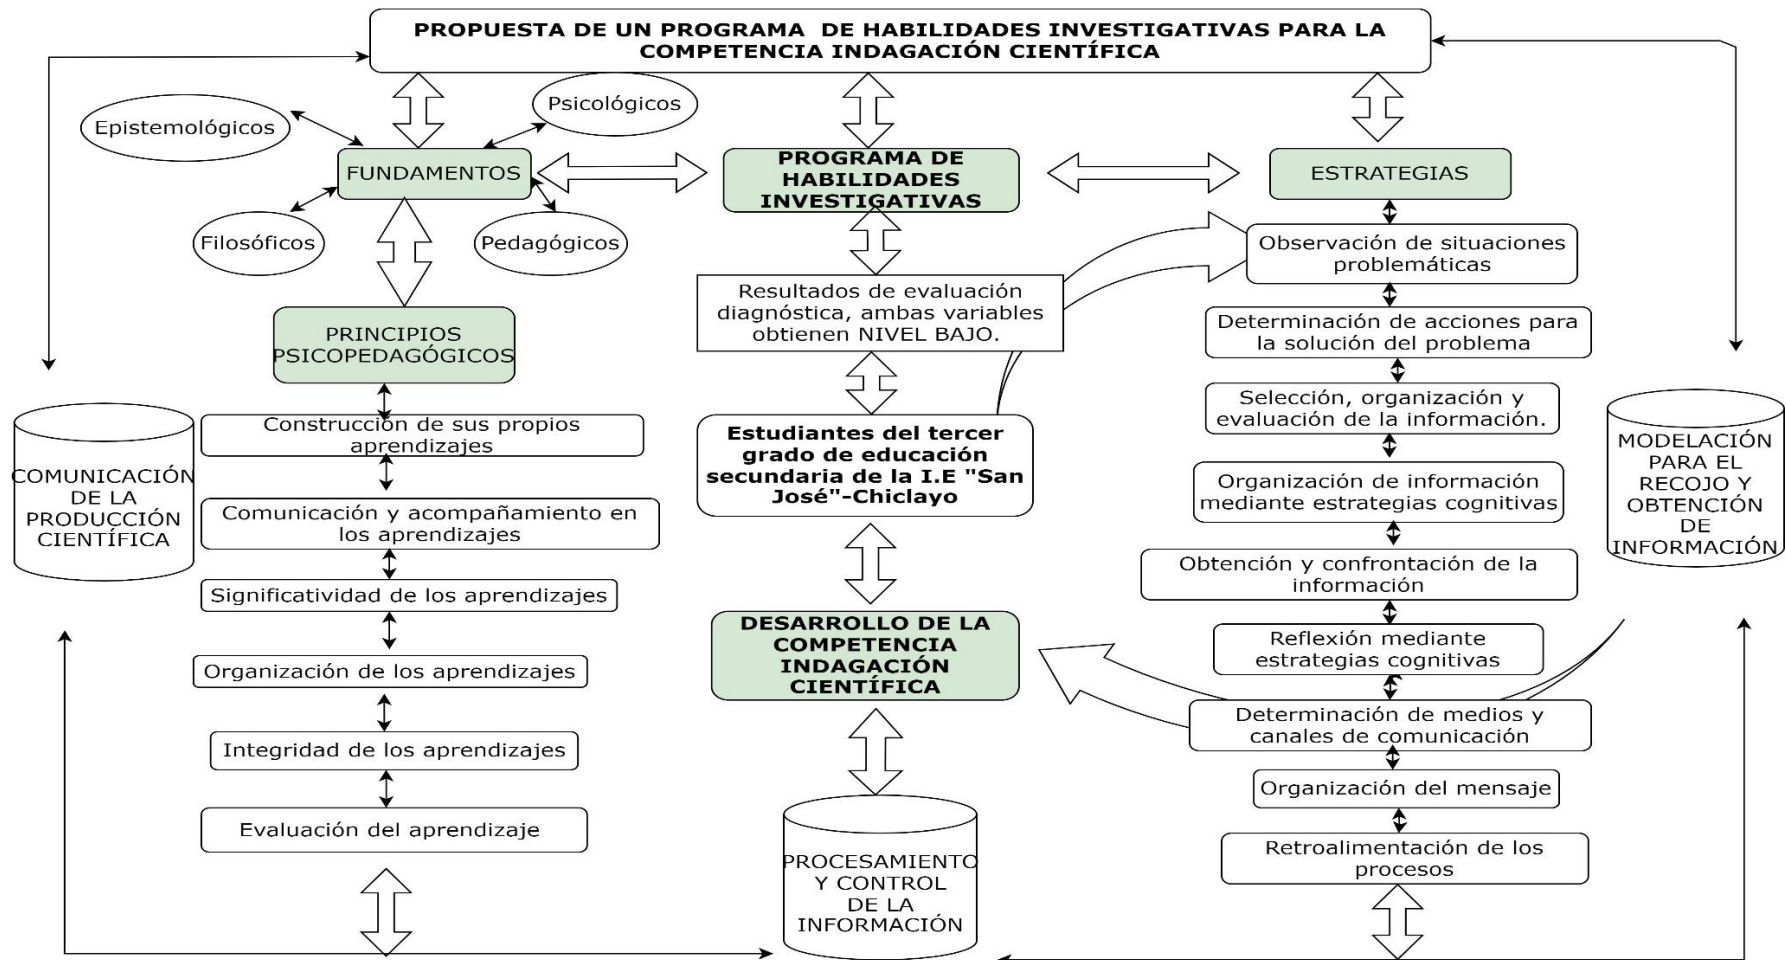 PROPUESTA DE UN PROGRAMA DE HABILIDADES INVESTIGATIVAS PARA LA
COMPETENCIA INDAGACIÓN CIENTÍFICA
Epistemológicos
Psicológicos
FUNDAMENTOS
Filosóficos
Pedagógicos
PRINCIPIOS
PSICOPEDAGÓGICOS
Construcción de sus propios
aprendizajes
Comunicación y acompañamiento en
los aprendizajes
Significatividad de los aprendizajes
Organización de los aprendizajes
Integridad de los aprendizajes
Evaluación del aprendizaje
COMUNICACIÓN
DE LA
PRODUCCIÓN
CIENTÍFICA
PROGRAMA DE
HABILIDADES
INVESTIGATIVAS
Resultados de evaluación
diagnóstica, ambas variables
obtienen NIVEL BAJO.
Estudiantes del tercer
grado de educación
secundaria de la I.E "San
José"-Chiclayo
DESARROLLO DE LA
COMPETENCIA
INDAGACIÓN
CIENTÍFICA
PROCESAMIENTO
Y CONTROL
DE LA
INFORMACIÓN
ESTRATEGIAS
Observación de situaciones
problemáticas
Determinación de acciones para
la solución del problema
Selección, organización y
evaluación de la información.
Organización de información
mediante estrategias cognitivas
Obtención y confrontación de la
información
Reflexión mediante
estrategias cognitivas
Determinación de medios y
canales de comunicación
Organización del mensaje
Retroalimentación de los
procesos
MODELACIÓN
PARA EL
RECOJO Y
OBTENCIÓN
DE
INFORMACIÓN